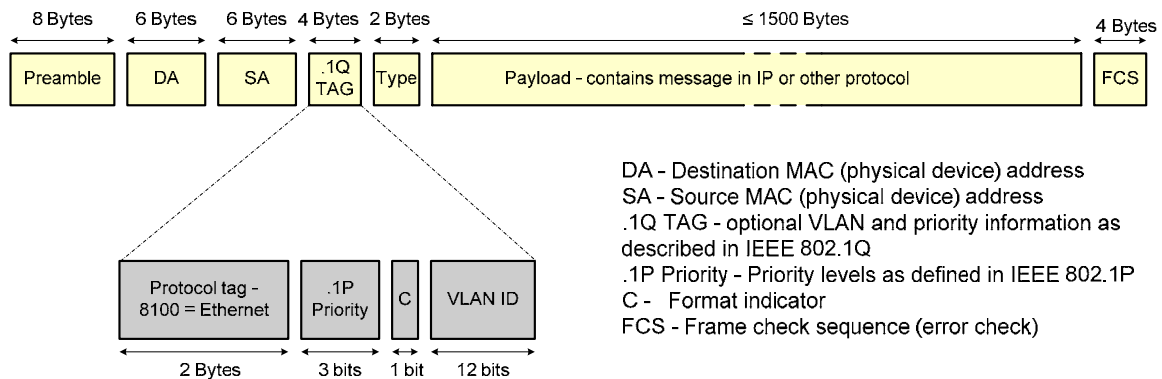 8 Bytes 6 Bytes 6 Bytes 4 Bytes 2 Bytes ≤ 1500 Bytes 4 Bytes
Preamble DA SA .1Q TAG Type Payload - contains message in IP or other protocol FCS
DA - Destination MAC (physical device) address
SA - Source MAC (physical device) address
.1Q TAG - optional VLAN and priority information as
described in IEEE 802.1Q
.1P Priority - Priority levels as defined in IEEE 802.1P
C - Format indicator
FCS - Frame check sequence (error check)
Protocol tag -
8100 = Ethernet
.1P
Priority
C
VLAN ID
2 Bytes 3 bits 1 bit 12 bits